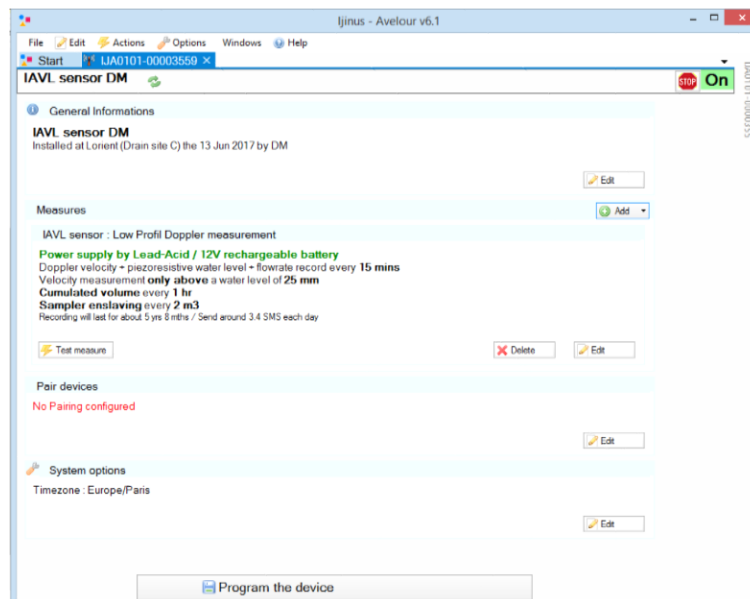 Ijinus - Avelour v6.1
File Edit Actions Options Windows Help
Start IJA0101-00003559 ×
IAVL sensor DM STOP On
IJA0101-0000355
General Informations
IAVL sensor DM
Installed at Lorient (Drain site C) the 13 Jun 2017 by DM
Edit
Measures Add
IAVL sensor : Low Profil Doppler measurement
Power supply by Lead-Acid / 12V rechargeable battery
Doppler velocity + piezoresistive water level + flowrate record every 15 mins
Velocity measurement only above a water level of 25 mm
Cumulated volume every 1 hr
Sampler enslaving every 2 m3
Recording will last for about 5 yrs 8 mths / Send around 3.4 SMS each day
Test measure Delete Edit
Pair devices
No Pairing configured
Edit
System options
Timezone : Europe/Paris
Edit
Program the device